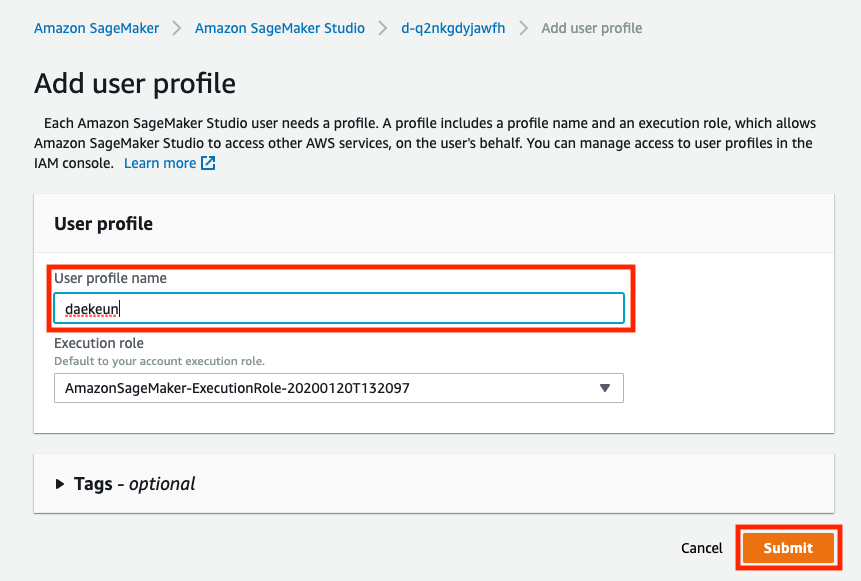 Amazon SageMaker > Amazon SageMaker Studio > d-q2nkgdyjawfh > Add user profile
Add user profile
Each Amazon SageMaker Studio user needs a profile. A profile includes a profile name and an execution role, which allows
Amazon SageMaker Studio to access other AWS services, on the user's behalf. You can manage access to user profiles in the
IAM console. Learn more
User profile
User profile name
daekeun
Execution role
Default to your account execution role.
AmazonSageMaker-ExecutionRole-20200120T132097
Tags - optional
Cancel Submit